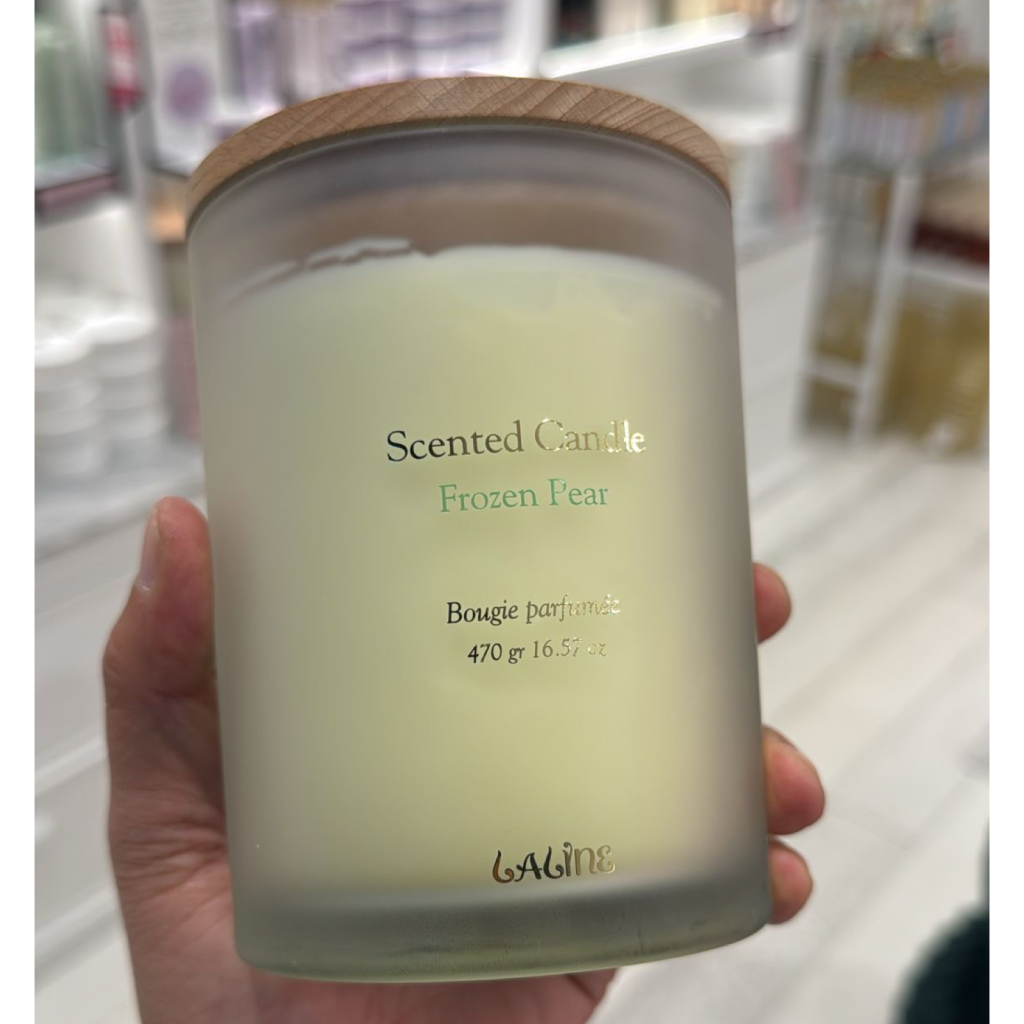 Scented Candle
Frozen Pear
Bougie parfumée
470 gr 16.57 oz
LALINE